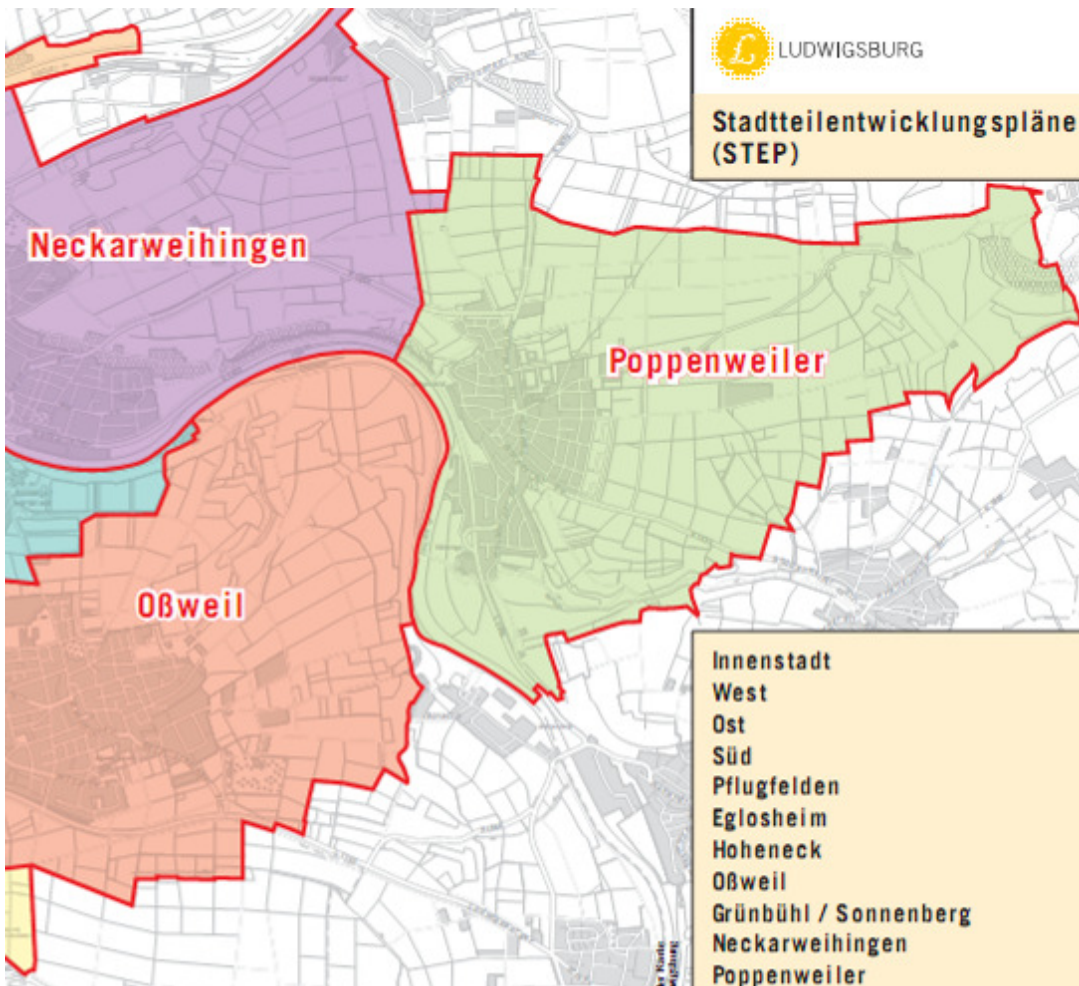 LUDWIGSBURG
Stadtteilentwicklungspläne
(STEP)
Neckarweihingen
Poppenweiler
Oßweil
Innenstadt
West
Ost
Süd
Pflugfelden
Eglosheim
Hoheneck
Oßweil
Grünbühl / Sonnenberg
Neckarweihingen
Poppenweiler